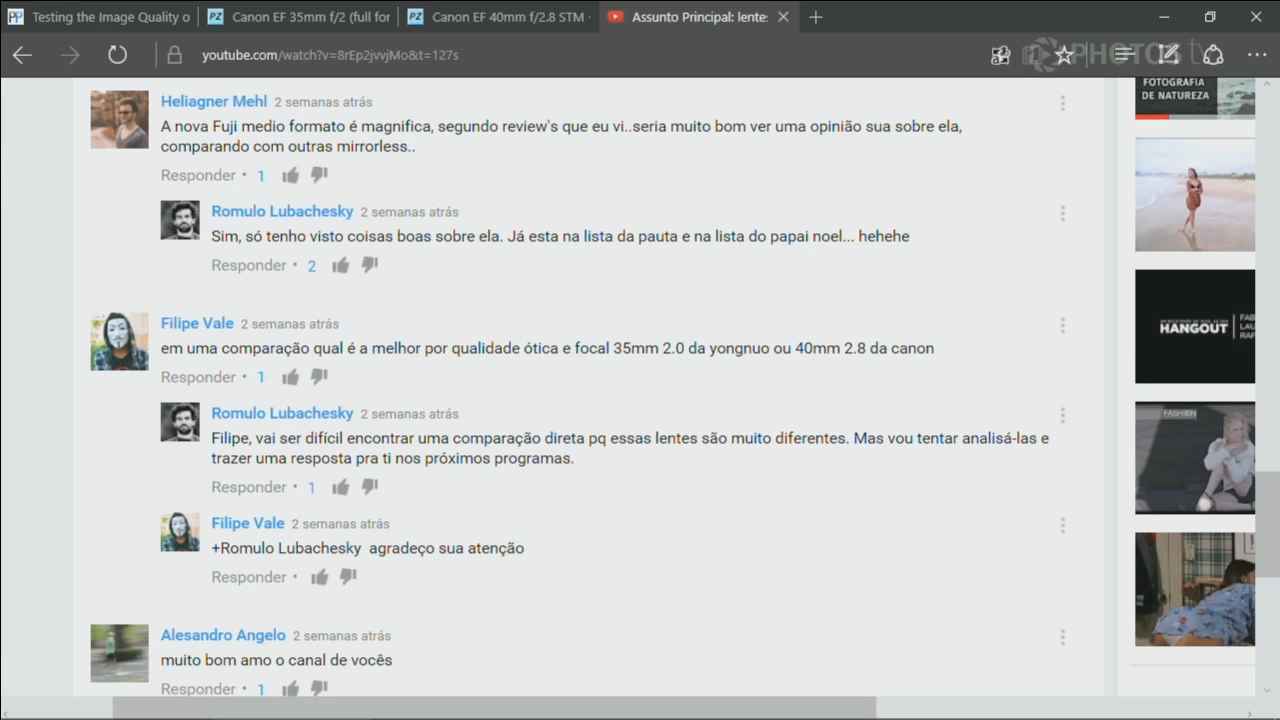 Testing the Image Quality o
Canon EF 35mm f/2 (full for
Canon EF 40mm f/2.8 STM -
Assunto Principal: lente:
youtube.com/watch?v=8rEp2jvvjMo&t=127s
PHOTOS tv
Heliagner Mehl 2 semanas atrás
A nova Fuji medio formato é magnifica, segundo review's que eu vi..seria muito bom ver uma opinião sua sobre ela,
comparando com outras mirrorless..
Responder • 1
Romulo Lubachesky 2 semanas atrás
Sim, só tenho visto coisas boas sobre ela. Já esta na lista da pauta e na lista do papai noel... hehehe
Responder • 2
Filipe Vale 2 semanas atrás
em uma comparação qual é a melhor por qualidade ótica e focal 35mm 2.0 da yongnuo ou 40mm 2.8 da canon
Responder • 1
Romulo Lubachesky 2 semanas atrás
Filipe, vai ser difícil encontrar uma comparação direta pq essas lentes são muito diferentes. Mas vou tentar analisá-las e
trazer uma resposta pra ti nos próximos programas.
Responder • 1
Filipe Vale 2 semanas atrás
+Romulo Lubachesky agradeço sua atenção
Responder •
Alesandro Angelo 2 semanas atrás
muito bom amo o canal de vocês
Responder • 1
FOTOGRAFIA
DE NATUREZA
HANGOUT
FAB
LAU
RAF
FASHION